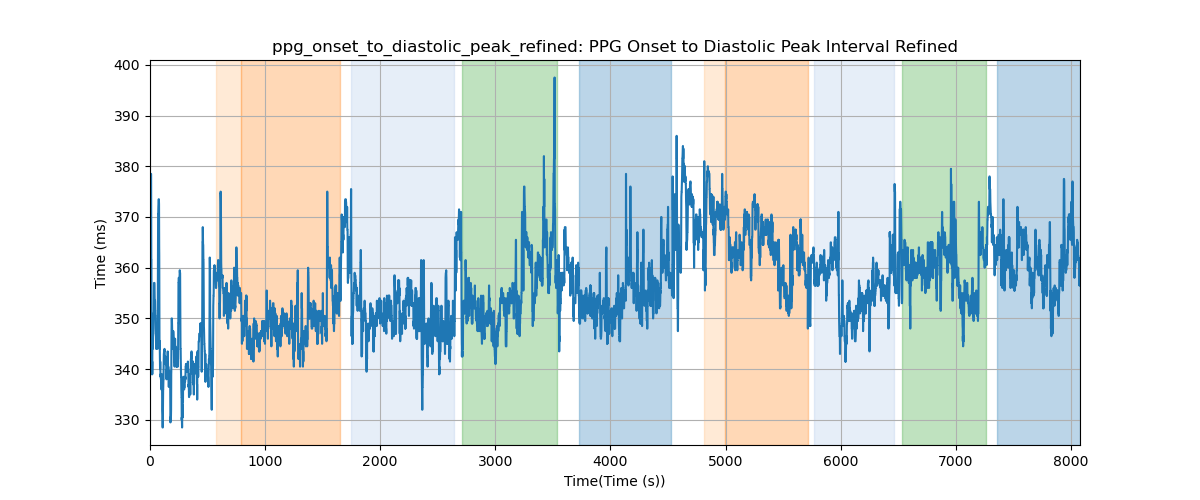 ppg_onset_to_diastolic_peak_refined: PPG Onset to Diastolic Peak Interval Refined
400
390
380
370
360
350
340
330
Time (ms)
0 1000 2000 3000 4000 5000 6000 7000 8000
Time(Time (s))